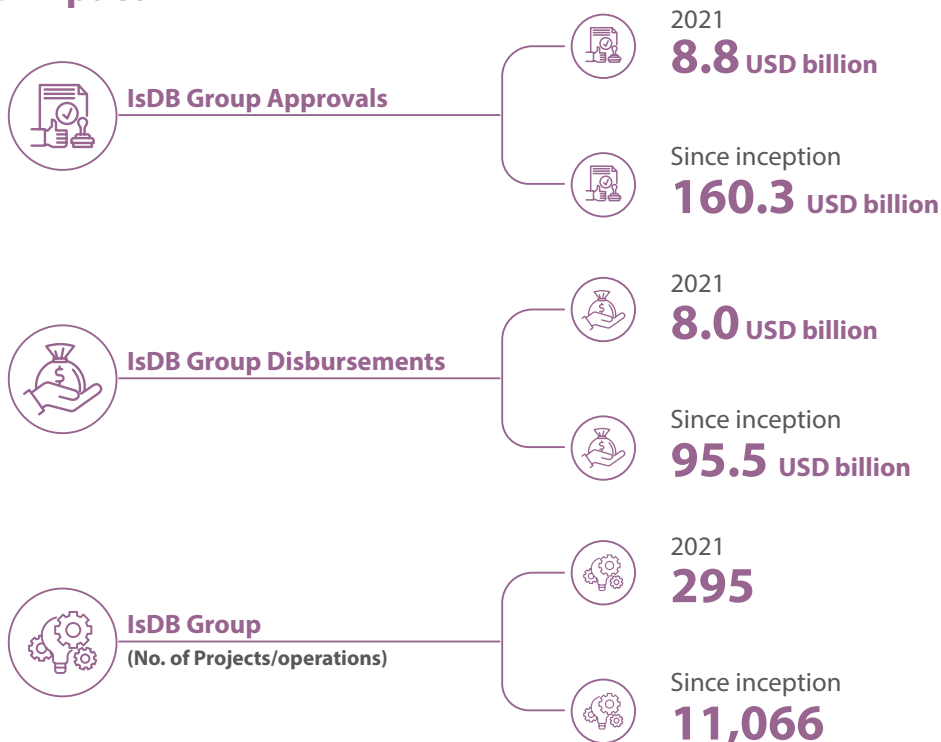 IsDB Group Approvals
2021
8.8 USD billion
Since inception
160.3 USD billion
IsDB Group Disbursements
2021
8.0 USD billion
Since inception
95.5 USD billion
IsDB Group
(No. of Projects/operations)
2021
295
Since inception
11,066